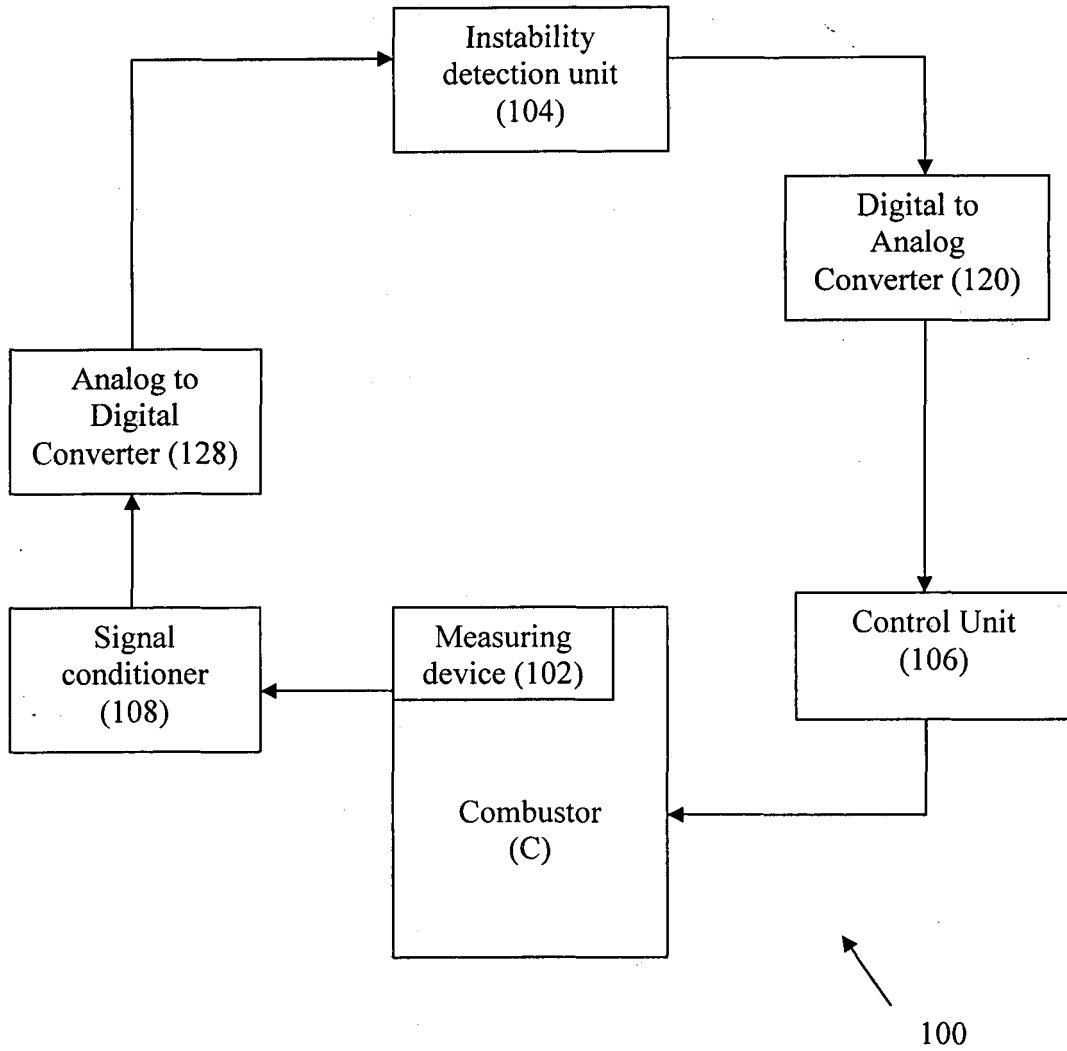 Instability
detection unit
(104)
Digital to
Analog
Converter (120)
Analog to
Digital
Converter (128)
Signal
conditioner
(108)
Measuring
device (102)
Control Unit
(106)
Combustor
(C)
100